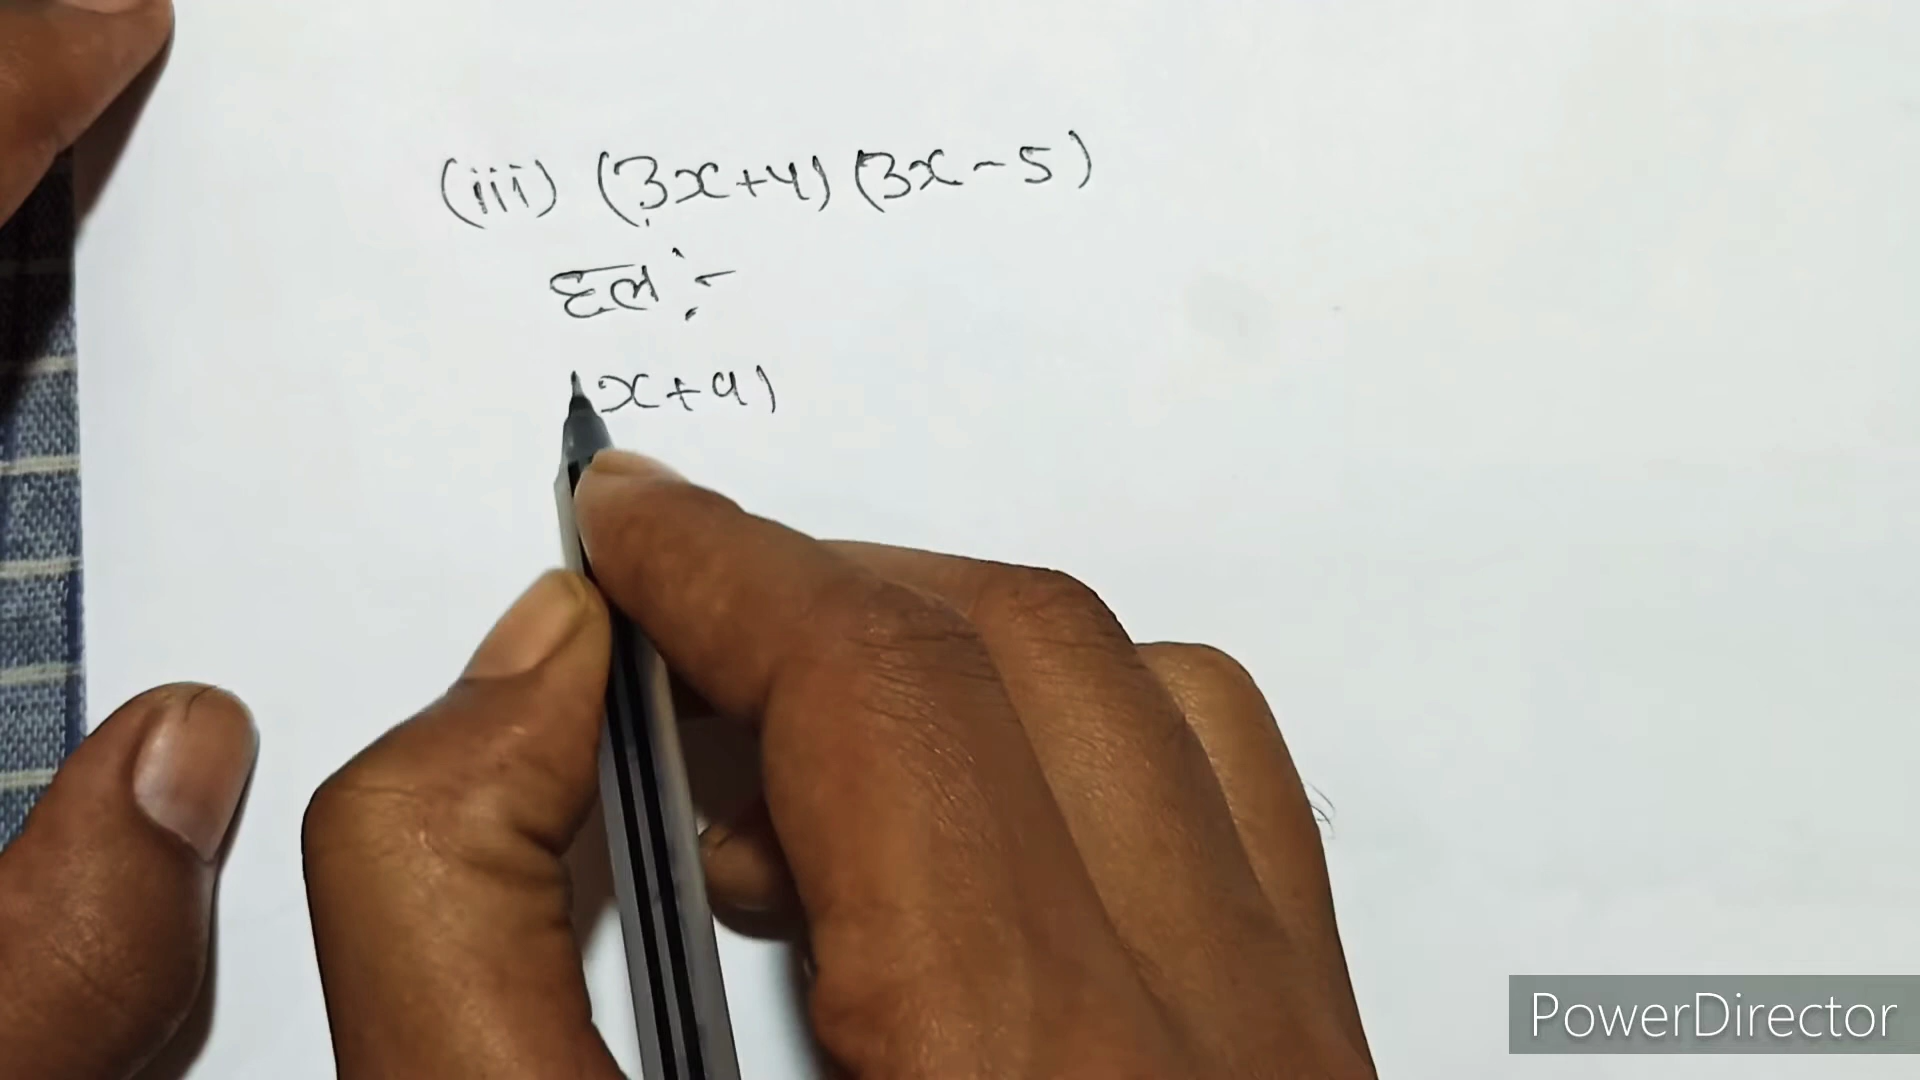 (iii) (3x+4) (3x-5)
हल :-
x+a)
PowerDirector